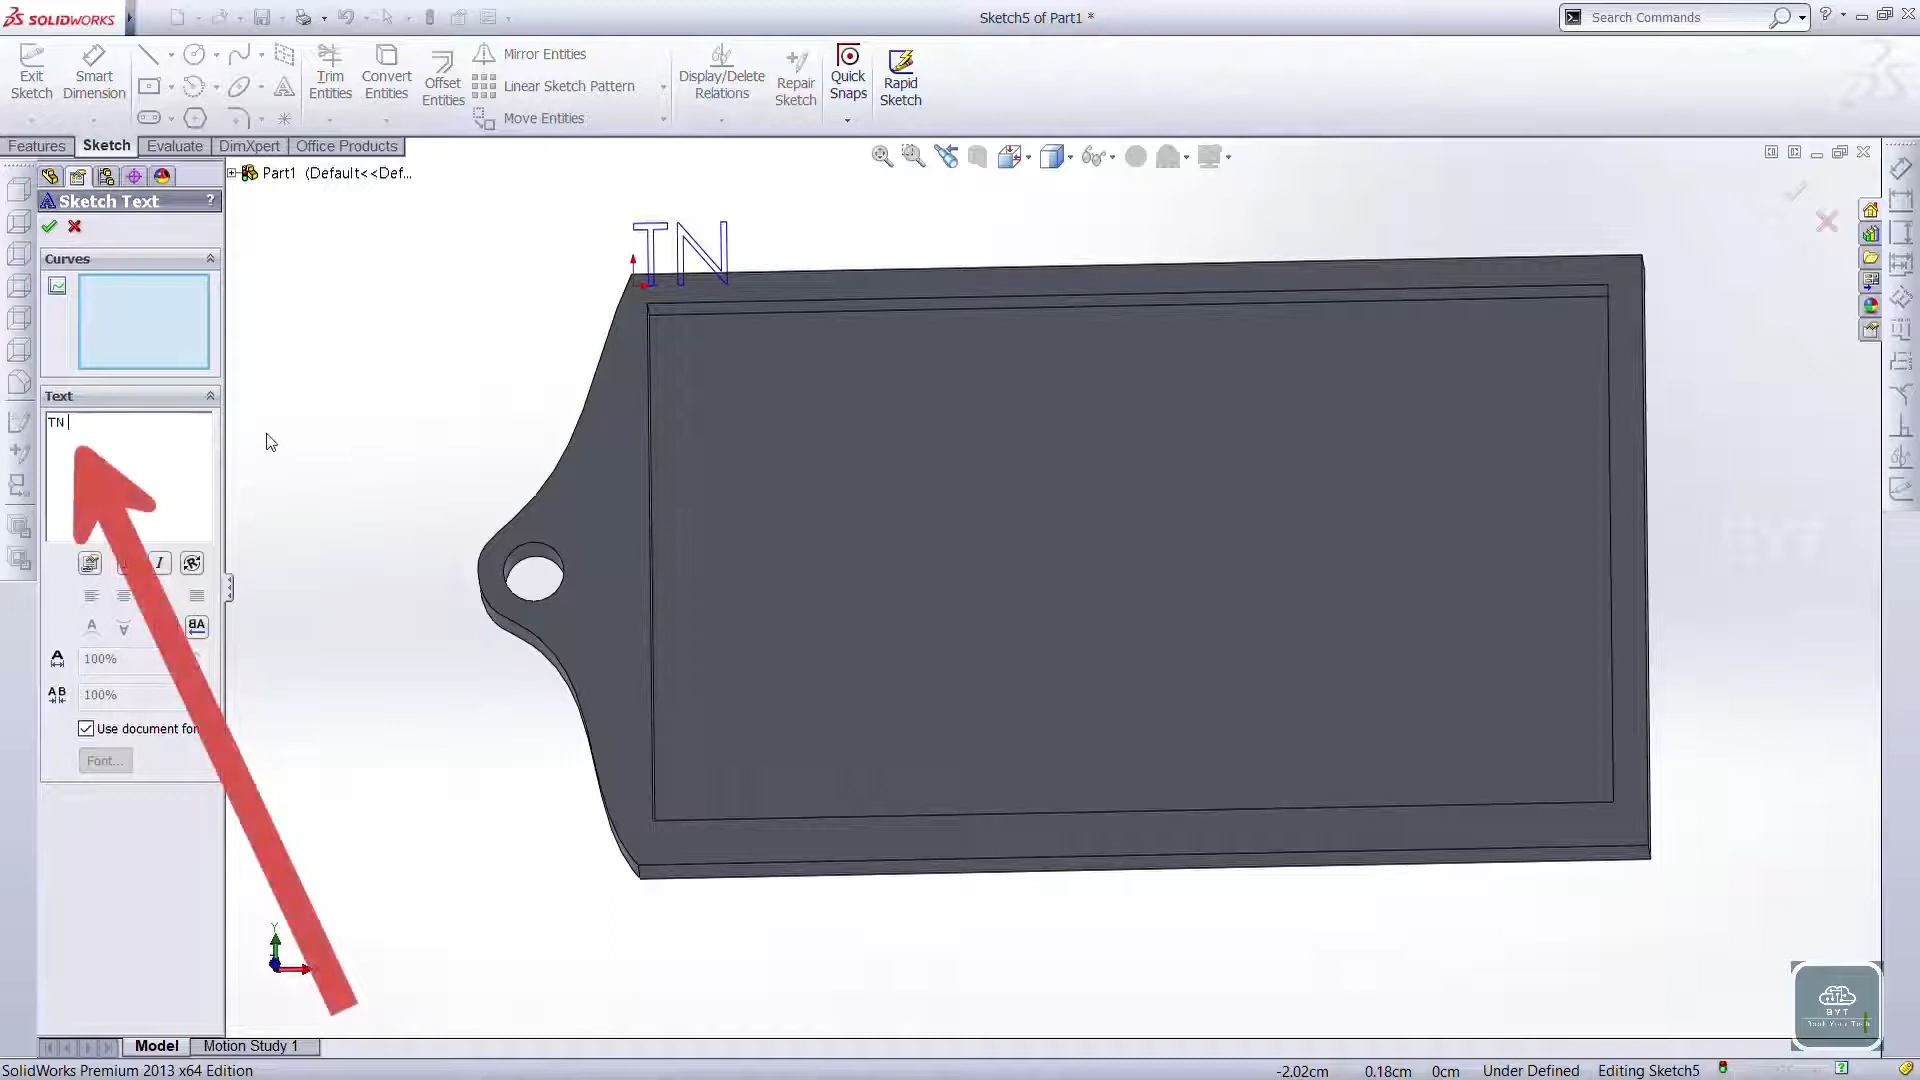 SOLIDWORKS
Sketch5 of Part1 *
Search Commands
Exit Sketch
Smart Dimension
Trim Entities
Convert Entities
Offset Entities
Mirror Entities
Linear Sketch Pattern
Move Entities
Display/Delete Relations
Repair Sketch
Quick Snaps
Rapid Sketch
Features
Sketch
Evaluate
DimXpert
Office Products
Part1 (Default<<Def...
Sketch Text
?
Curves
Text
TN
TN
100%
100%
Use document fon
Font...
Y
BYT
Model
Motion Study 1
SolidWorks Premium 2013 x64 Edition
-2.02cm
0.18cm
0cm
Under Defined
Editing Sketch5